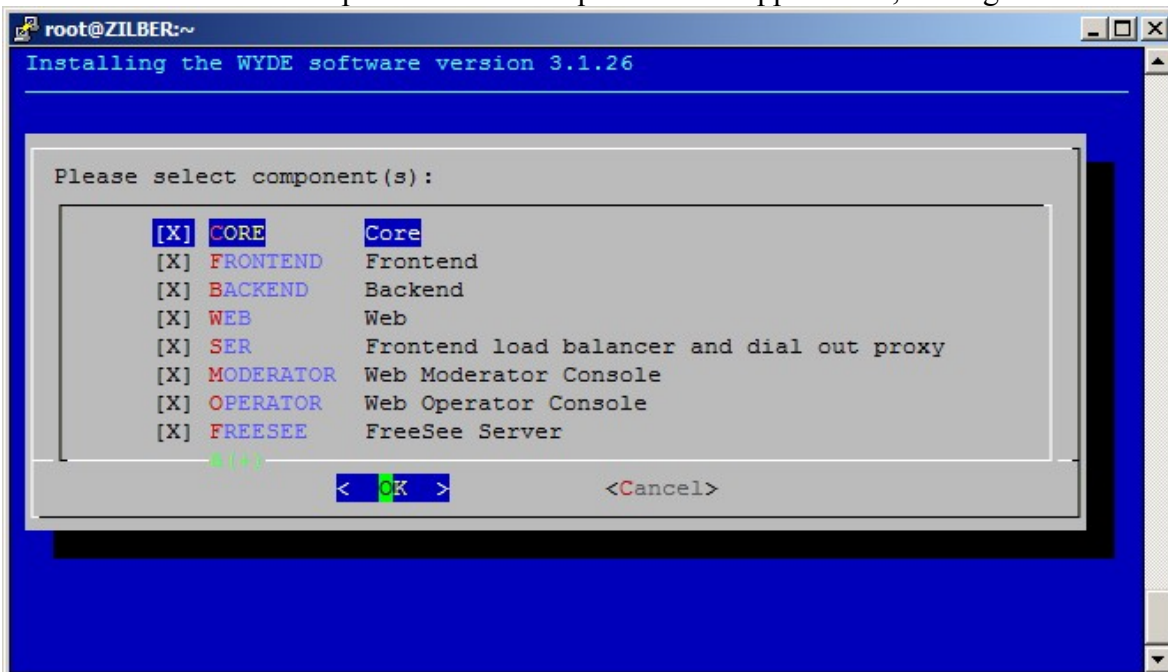 root@ZILBER:~
Installing the WYDE software version 3.1.26
Please select component(s):
[X] CORE Core
[X] FRONTEND Frontend
[X] BACKEND Backend
[X] WEB Web
[X] SER Frontend load balancer and dial out proxy
[X] MODERATOR Web Moderator Console
[X] OPERATOR Web Operator Console
[X] FREESEE FreeSee Server
< OK > <Cancel>